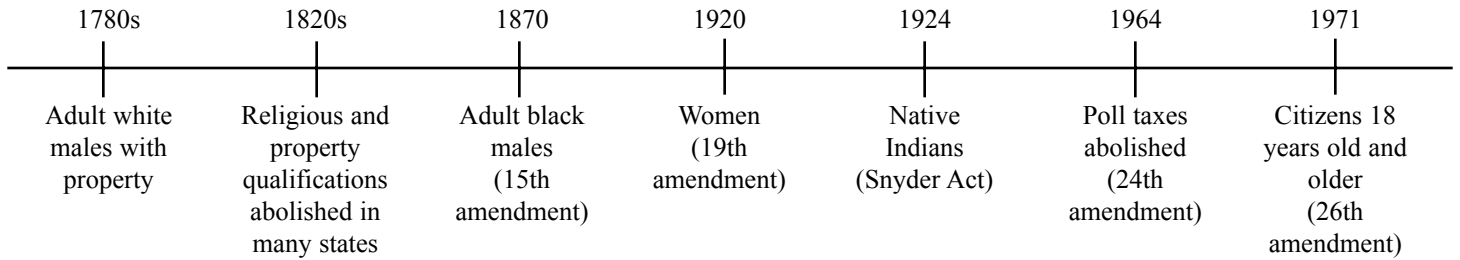 1780s
1820s
1870
1920
1924
1964
1971
Adult white
males with
property
Religious and
property
qualifications
abolished in
many states
Adult black
males
(15th
amendment)
Women
(19th
amendment)
Native
Indians
(Snyder Act)
Poll taxes
abolished
(24th
amendment)
Citizens 18
years old and
older
(26th
amendment)